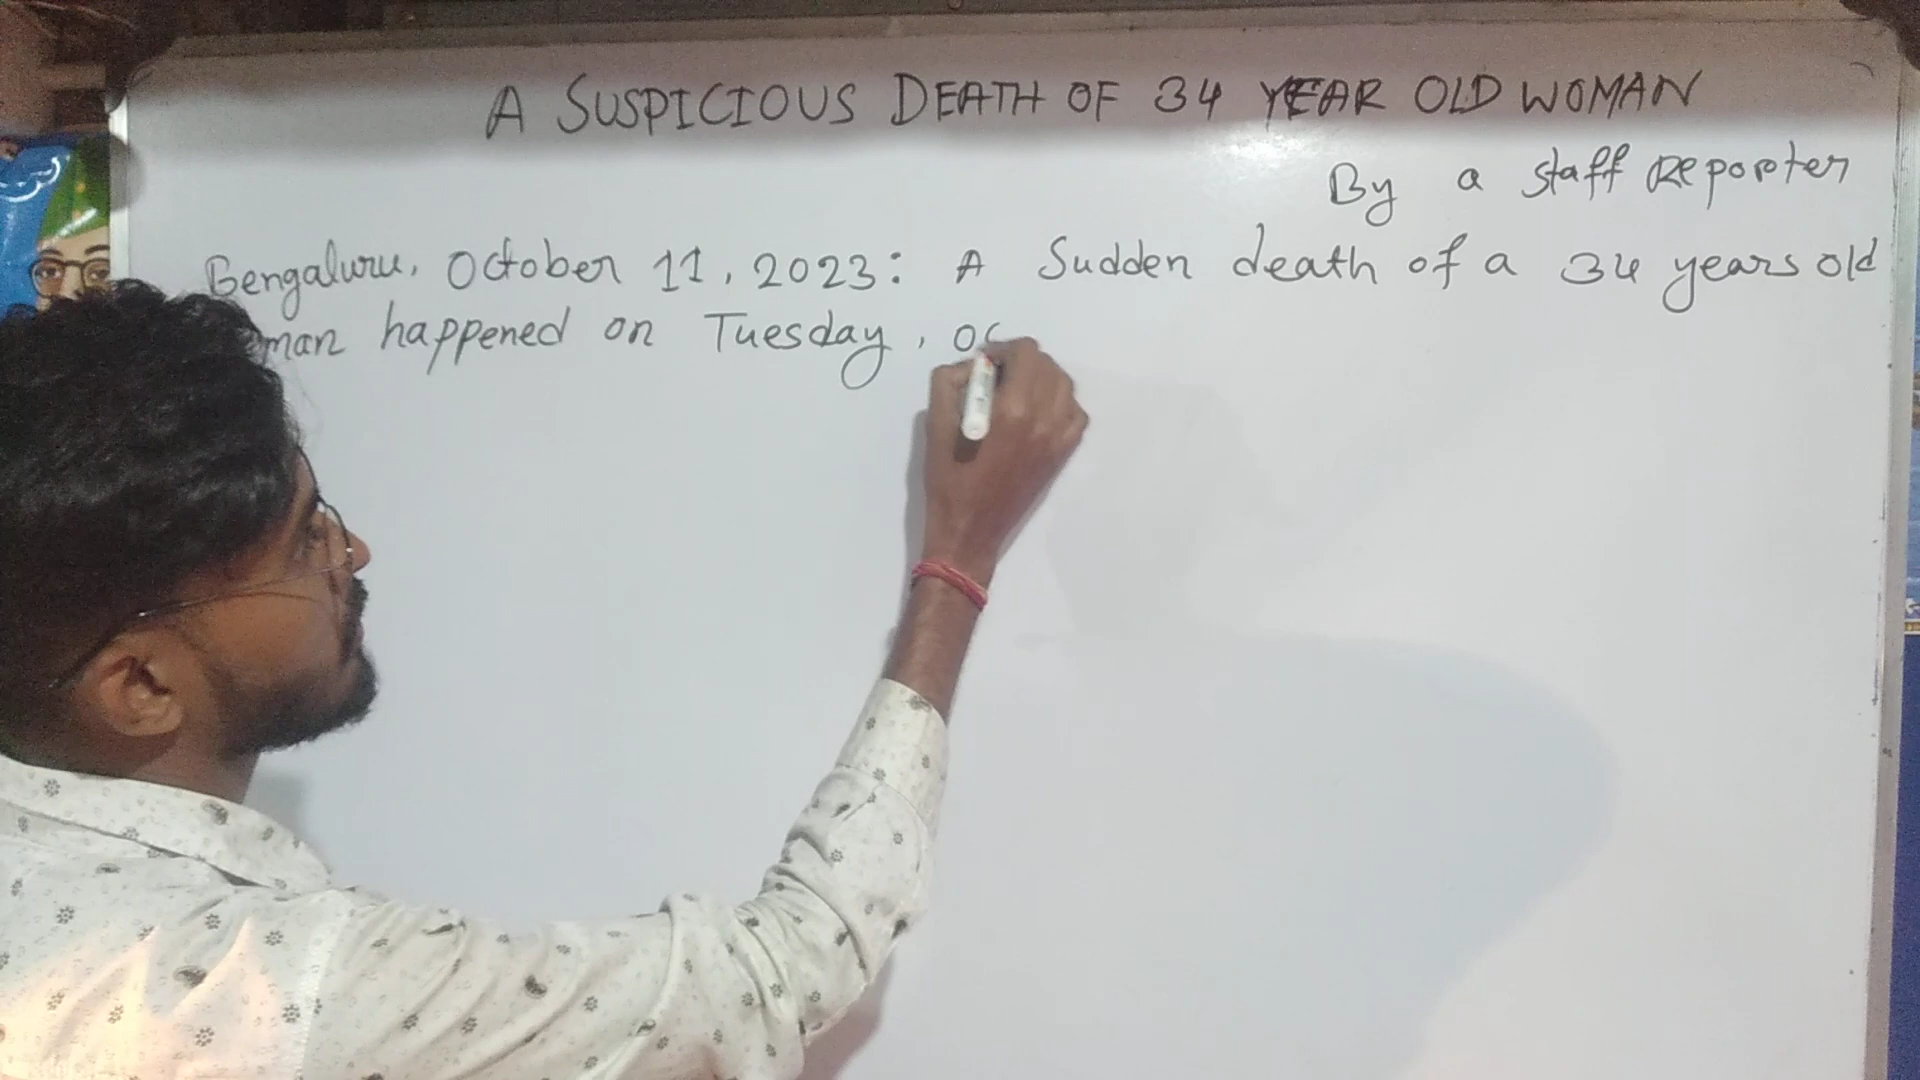 A SUSPICIOUS DEATH OF 34 YEAR OLD WOMAN
By a staff Reporter
Bengaluru, October 11, 2023: A Sudden death of a 34 years old
man happened on Tuesday, oc